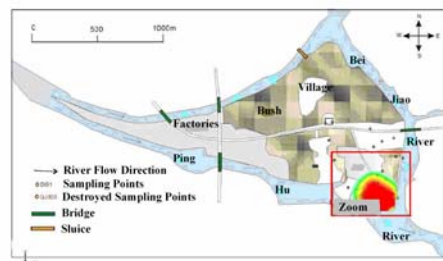 0 500 1000m
N
W E
S
Bei
Village
Bush
Jiao
Factories
River
Ping
River Flow Direction
Sampling Points
Destroyed Sampling Points
Hu
Bridge
Zoom
Sluice
River